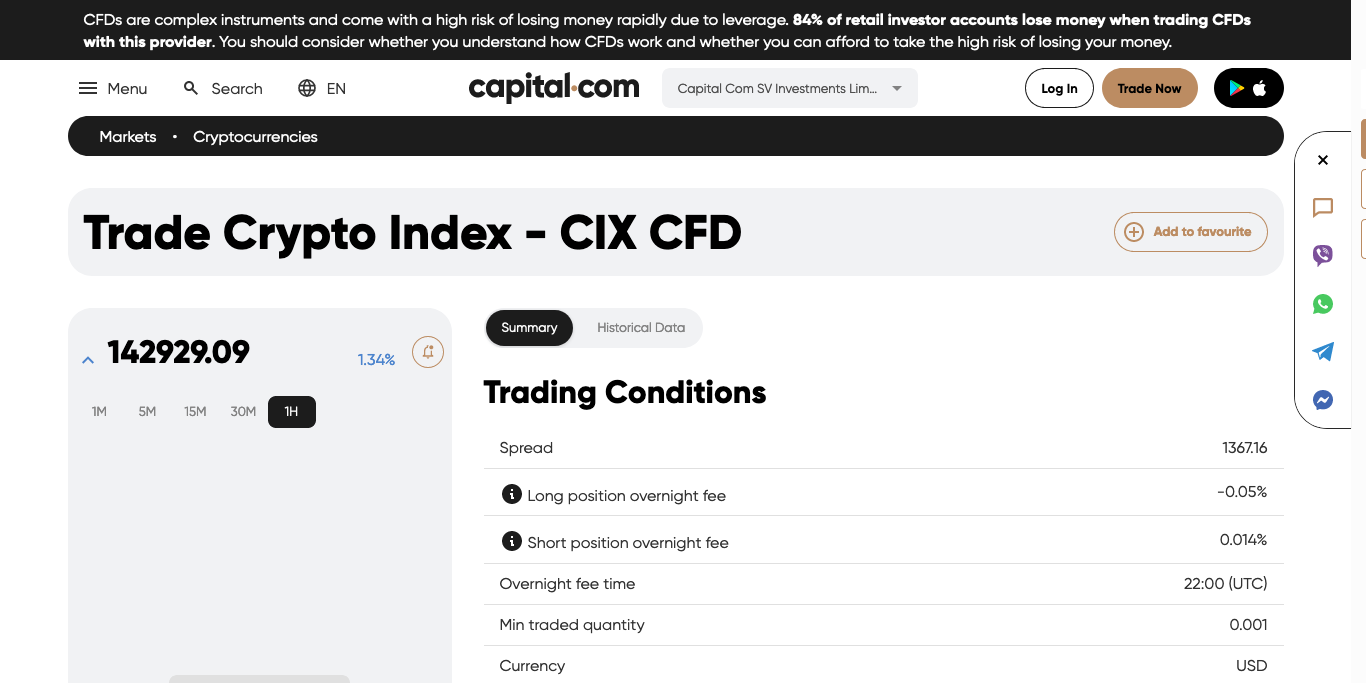 CFDs are complex instruments and come with a high risk of losing money rapidly due to leverage. 84% of retail investor accounts lose money when trading CFDs
with this provider. You should consider whether you understand how CFDs work and whether you can afford to take the high risk of losing your money.
Menu Search EN capital.com Capital Com SV Investments Lim... Log In Trade Now
Markets • Cryptocurrencies
Trade Crypto Index - CIX CFD Add to favourite
142929.09 1.34%
1M 5M 15M 30M 1H
Summary Historical Data
Trading Conditions
Spread 1367.16
Long position overnight fee -0.05%
Short position overnight fee 0.014%
Overnight fee time 22:00 (UTC)
Min traded quantity 0.001
Currency USD